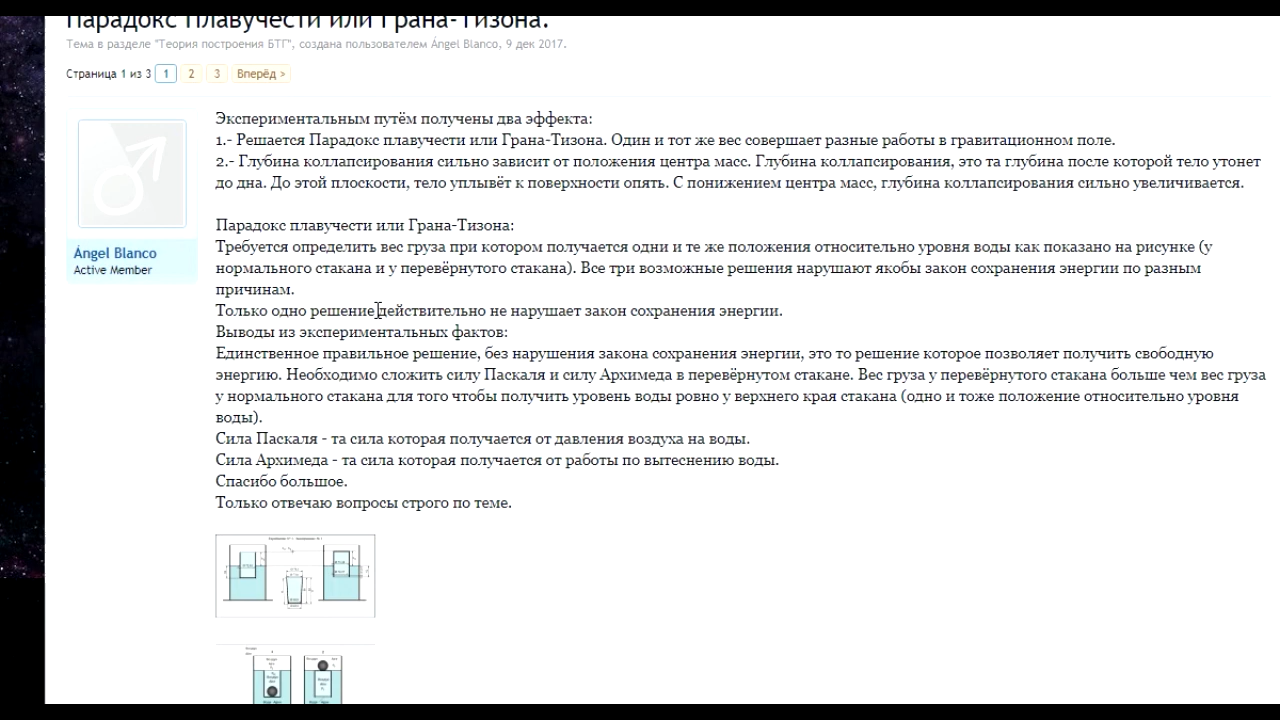 Парадокс Плавучести или Грана-Тизона.
Тема в разделе "Теория построения БТГ", создана пользователем Ángel Blanco, 9 дек 2017.
Страница 1 из 3 1 2 3 Вперёд >
Экспериментальным путём получены два эффекта:
1.- Решается Парадокс плавучести или Грана-Тизона. Один и тот же вес совершает разные работы в гравитационном поле.
2.- Глубина коллапсирования сильно зависит от положения центра масс. Глубина коллапсирования, это та глубина после которой тело утонет
до дна. До этой плоскости, тело уплывёт к поверхности опять. С понижением центра масс, глубина коллапсирования сильно увеличивается.
Ángel Blanco
Active Member
Парадокс плавучести или Грана-Тизона:
Требуется определить вес груза при котором получается одни и те же положения относительно уровня воды как показано на рисунке (у
нормального стакана и у перевёрнутого стакана). Все три возможные решения нарушают якобы закон сохранения энергии по разным
причинам.
Только одно решение действительно не нарушает закон сохранения энергии.
Выводы из экспериментальных фактов:
Единственное правильное решение, без нарушения закона сохранения энергии, это то решение которое позволяет получить свободную
энергию. Необходимо сложить силу Паскаля и силу Архимеда в перевёрнутом стакане. Вес груза у перевёрнутого стакана больше чем вес груза
у нормального стакана для того чтобы получить уровень воды ровно у верхнего края стакана (одно и тоже положение относительно уровня
воды).
Сила Паскаля - та сила которая получается от давления воздуха на воды.
Сила Архимеда - та сила которая получается от работы по вытеснению воды.
Спасибо большое.
Только отвечаю вопросы строго по теме.